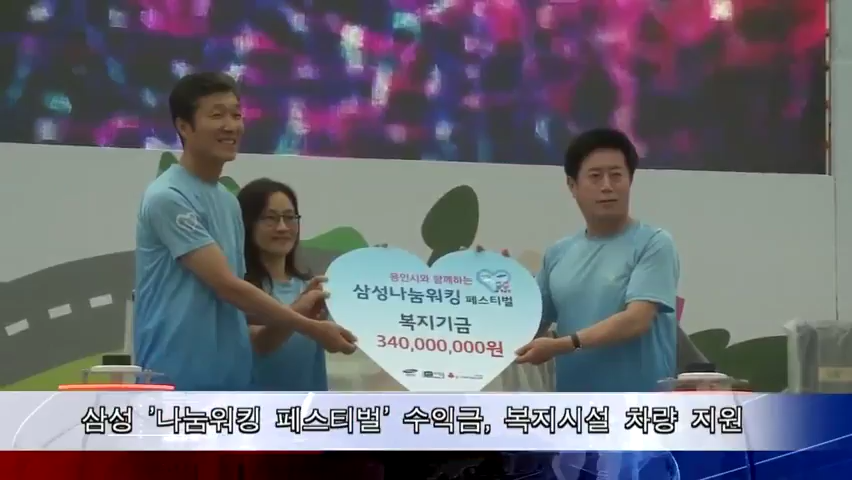 용인시와 함께하는
삼성나눔워킹 페스티벌
복지기금
340,000,000원
삼성 '나눔워킹 페스티벌' 수익금, 복지시설 차량 지원